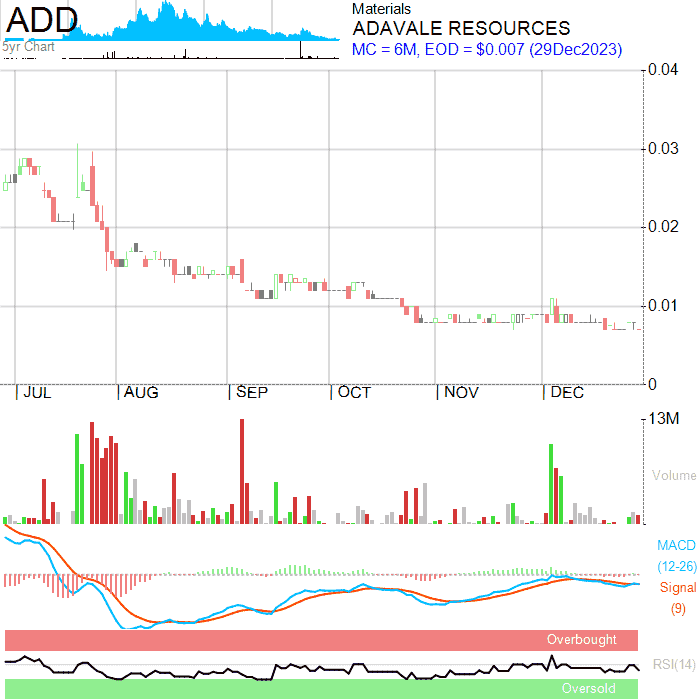 ADD
5yr Chart
Materials
ADAVALE RESOURCES
MC = 6M, EOD = $0.007 (29Dec2023)
0.04
0.03
0.02
0.01
0
JUL AUG SEP OCT NOV DEC
13M
Volume
MACD
(12-26)
Signal
(9)
Overbought
RSI(14)
Oversold